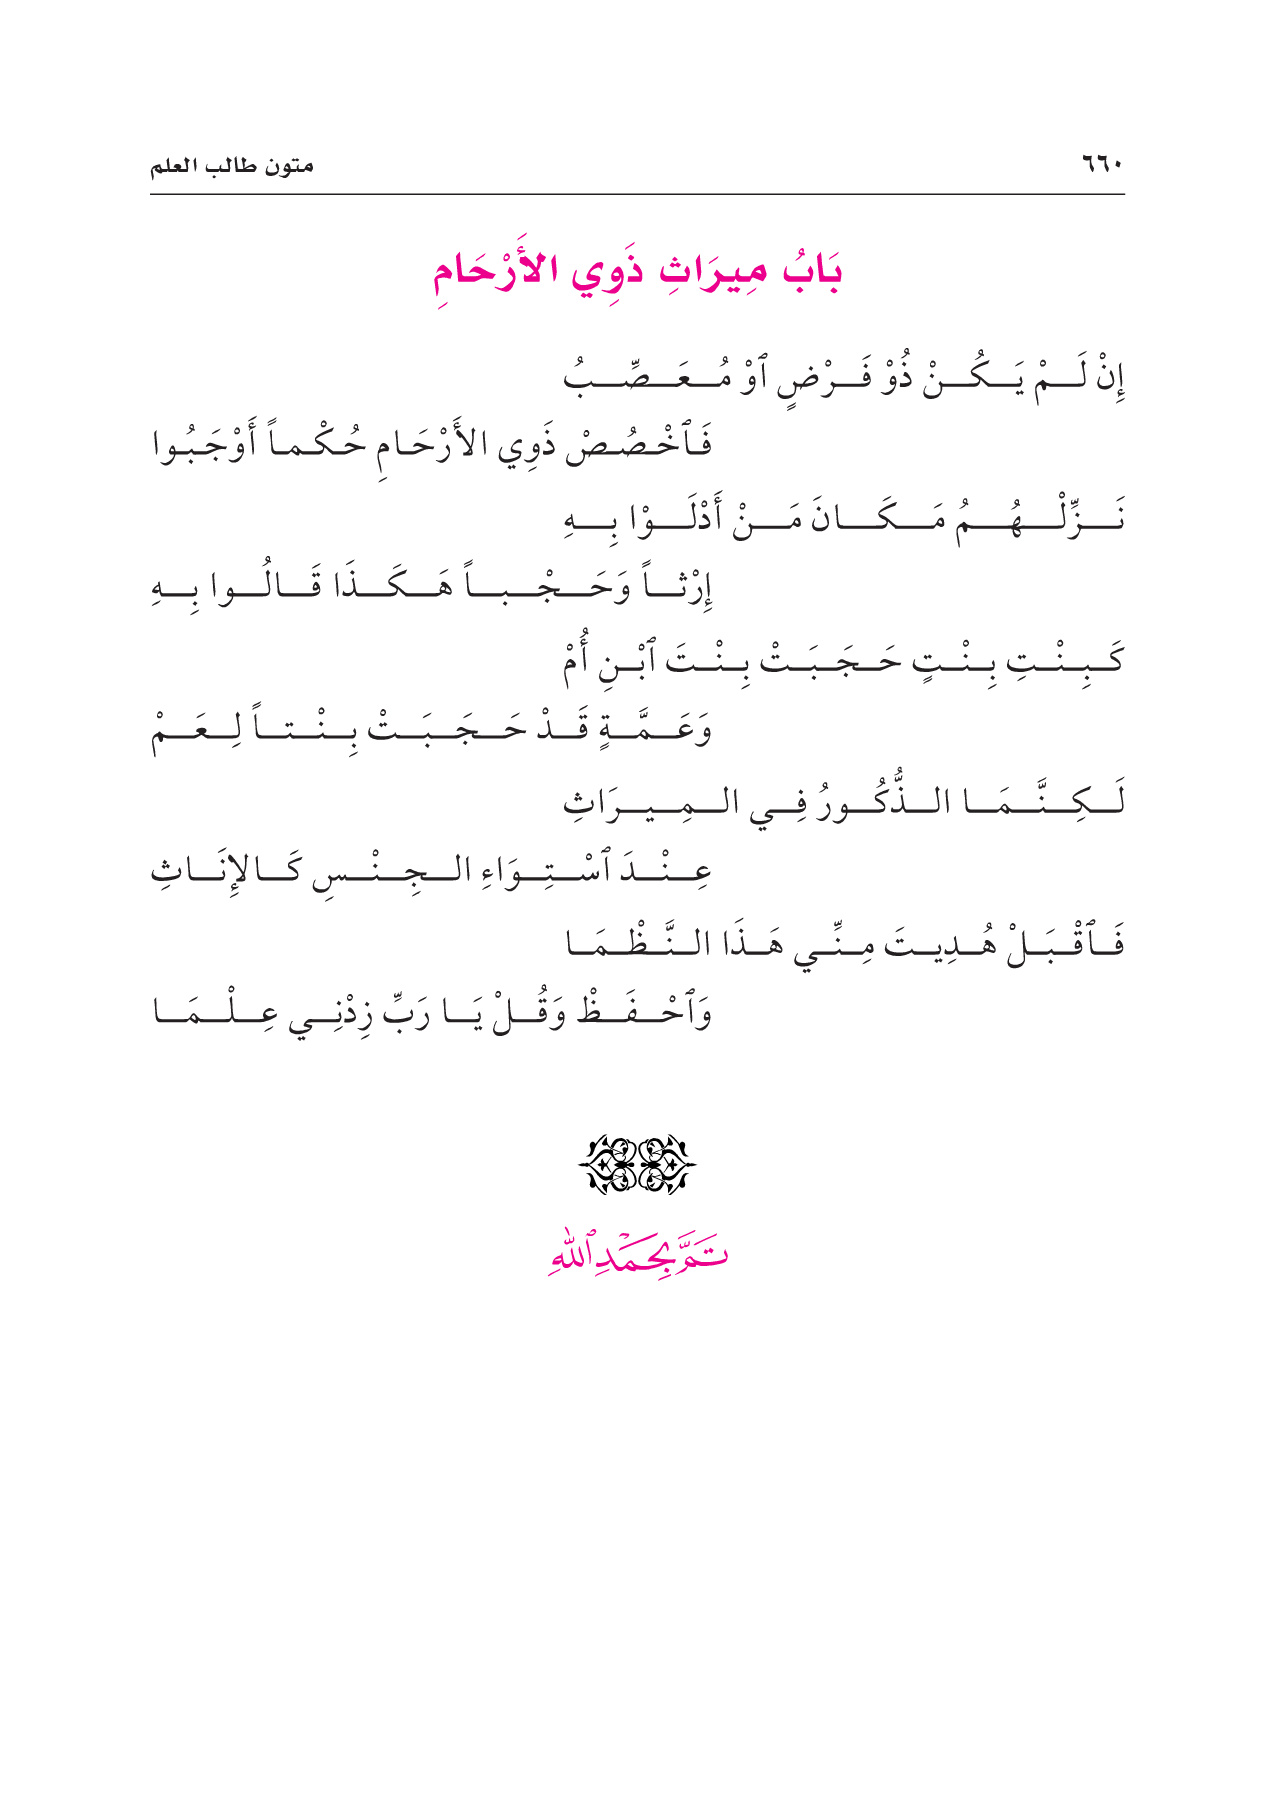 ٦٦٠ متون طالب العلم
بَابُ مِيرَاثِ ذَوِي الأَرْحَامِ
إِنْ لَمْ يَكُنْ ذُوْ فَرْضٍ ٱوْ مُعَصِّبُ
فَٱخْصُصْ ذَوِي الأَرْحَامِ حُكْماً أَوْجَبُوا
نَزِّلْهُمُ مَكَانَ مَنْ أَدْلَوْا بِهِ
إِرْثاً وَحَجْباً هَكَذَا قَالُوا بِهِ
كَبِنْتِ بِنْتٍ حَجَبَتْ بِنْتَ ٱبْنِ أُمْ
وَعَمَّةٍ قَدْ حَجَبَتْ بِنْتاً لِعَمْ
لَكِنَّمَا الذُّكُورُ فِي المِيرَاثِ
عِنْدَ ٱسْتِوَاءِ الجِنْسِ كَالإِنَاثِ
فَٱقْبَلْ هُدِيتَ مِنِّي هَذَا النَّظْمَا
وَٱحْفَظْ وَقُلْ يَا رَبِّ زِدْنِي عِلْمَا
تَمَّ بِحَمْدِ ٱللهِ